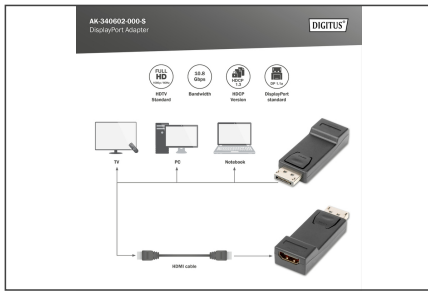 AK-340602-000-S
DisplayPort Adapter
DIGITUS®
FULL
HD
1080p
10.8
Gbps
HDCP
1.3
DP 1.1a
HDTV
Standard
Bandwidth
HDCP
Version
DisplayPort
standard
TV
PC
Notebook
HDMI cable